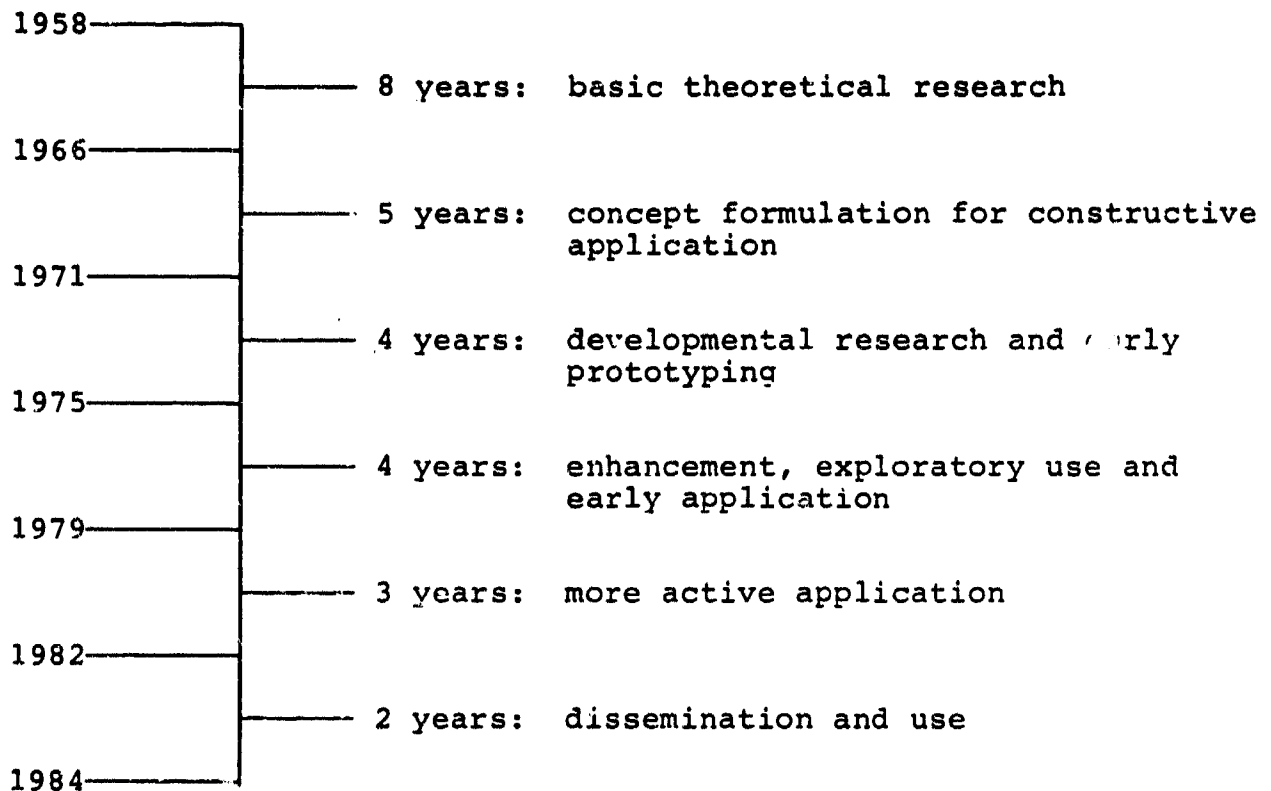 1958
8 years: basic theoretical research
1966
5 years: concept formulation for constructive
application
1971
4 years: developmental research and
prototyping
1975
4 years: enhancement, exploratory use and
early application
1979
3 years: more active application
1982
2 years: dissemination and use
1984